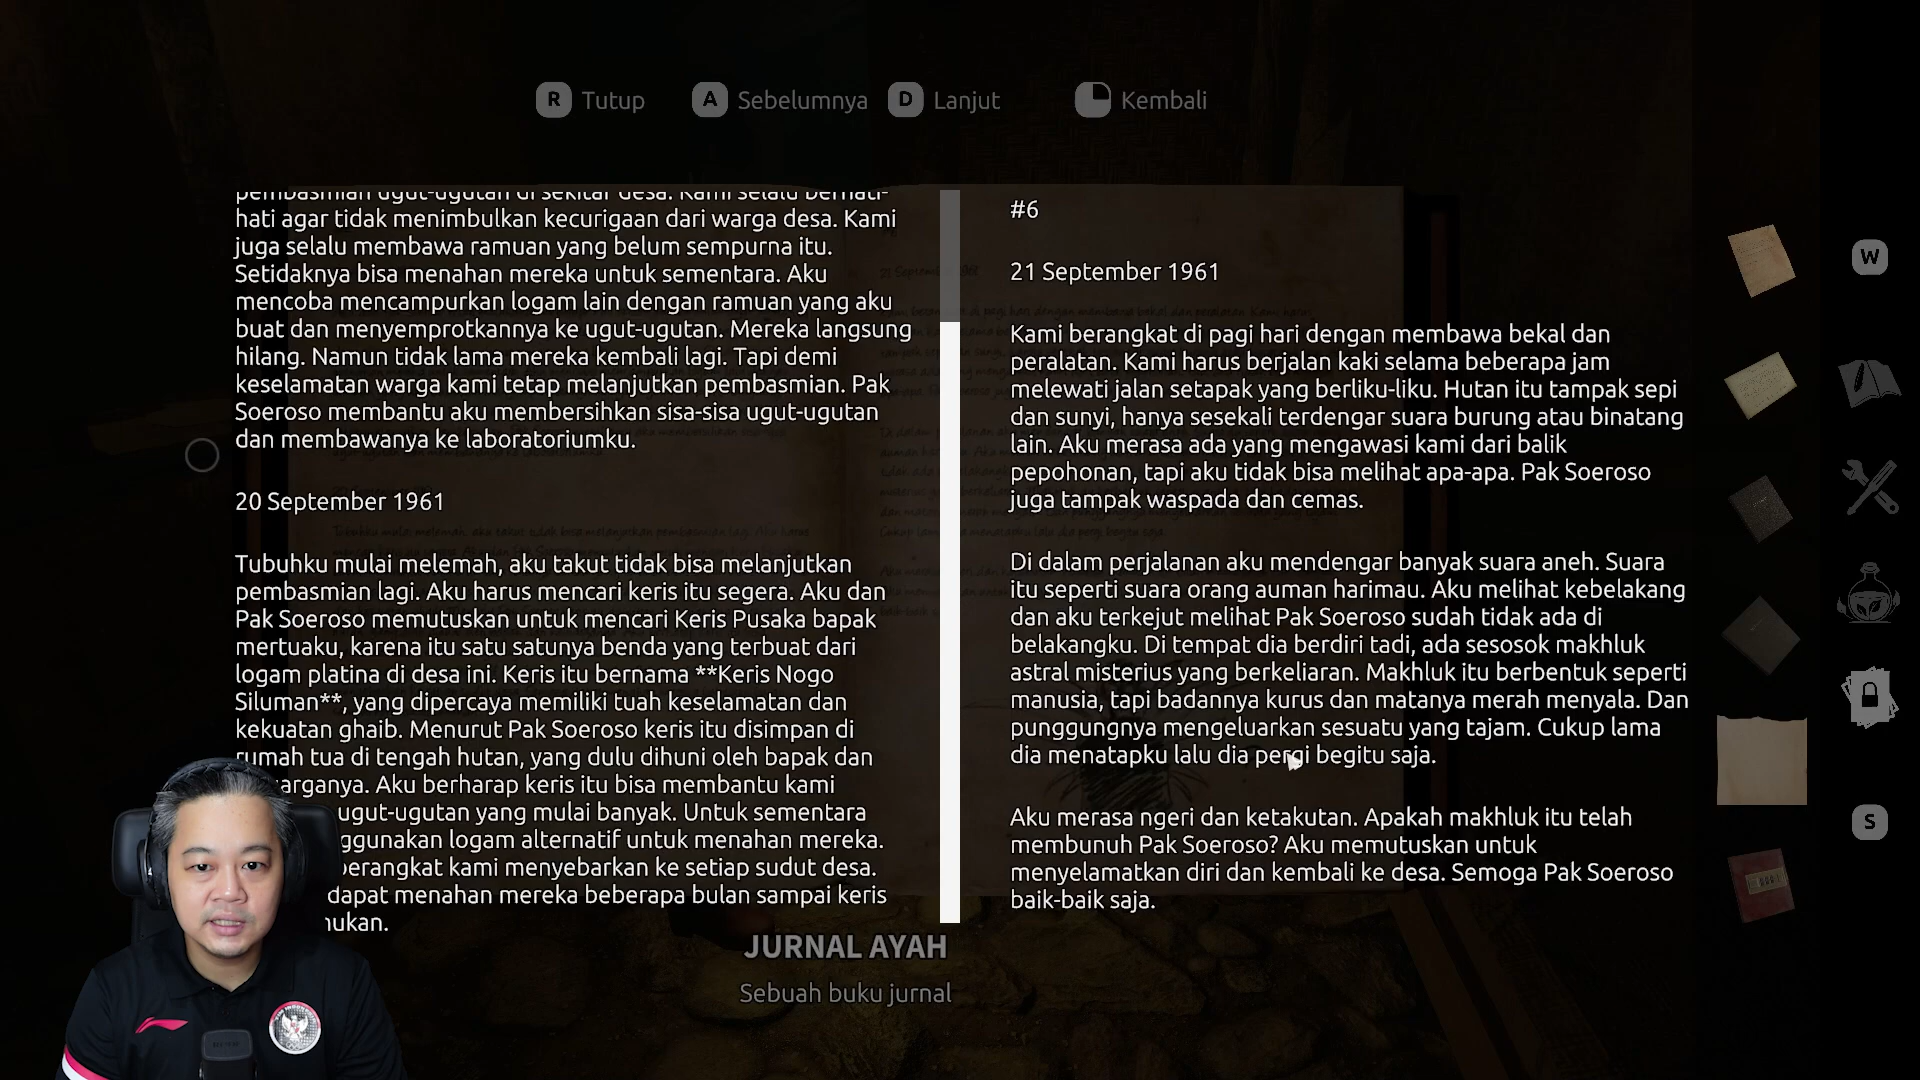 R Tutup A Sebelumnya D Lanjut Kembali
pembasmian ugut-ugutan di sekitar desa. Kami selalu berhati-
hati agar tidak menimbulkan kecurigaan dari warga desa. Kami
juga selalu membawa ramuan yang belum sempurna itu.
Setidaknya bisa menahan mereka untuk sementara. Aku
mencoba mencampurkan logam lain dengan ramuan yang aku
buat dan menyemprotkannya ke ugut-ugutan. Mereka langsung
hilang. Namun tidak lama mereka kembali lagi. Tapi demi
keselamatan warga kami tetap melanjutkan pembasmian. Pak
Soeroso membantu aku membersihkan sisa-sisa ugut-ugutan
dan membawanya ke laboratoriumku.
20 September 1961
Tubuhku mulai melemah, aku takut tidak bisa melanjutkan
pembasmian lagi. Aku harus mencari keris itu segera. Aku dan
Pak Soeroso memutuskan untuk mencari Keris Pusaka bapak
mertuaku, karena itu satu satunya benda yang terbuat dari
logam platina di desa ini. Keris itu bernama **Keris Nogo
Siluman**, yang dipercaya memiliki tuah keselamatan dan
kekuatan ghaib. Menurut Pak Soeroso keris itu disimpan di
rumah tua di tengah hutan, yang dulu dihuni oleh bapak dan
arganya. Aku berharap keris itu bisa membantu kami
ugut-ugutan yang mulai banyak. Untuk sementara
ggunakan logam alternatif untuk menahan mereka.
berangkat kami menyebarkan ke setiap sudut desa.
dapat menahan mereka beberapa bulan sampai keris
ukan.
#6
21 September 1961
Kami berangkat di pagi hari dengan membawa bekal dan
peralatan. Kami harus berjalan kaki selama beberapa jam
melewati jalan setapak yang berliku-liku. Hutan itu tampak sepi
dan sunyi, hanya sesekali terdengar suara burung atau binatang
lain. Aku merasa ada yang mengawasi kami dari balik
pepohonan, tapi aku tidak bisa melihat apa-apa. Pak Soeroso
juga tampak waspada dan cemas.
Di dalam perjalanan aku mendengar banyak suara aneh. Suara
itu seperti suara orang auman harimau. Aku melihat kebelakang
dan aku terkejut melihat Pak Soeroso sudah tidak ada di
belakangku. Di tempat dia berdiri tadi, ada sesosok makhluk
astral misterius yang berkeliaran. Makhluk itu berbentuk seperti
manusia, tapi badannya kurus dan matanya merah menyala. Dan
punggungnya mengeluarkan sesuatu yang tajam. Cukup lama
dia menatapku lalu dia pergi begitu saja.
Aku merasa ngeri dan ketakutan. Apakah makhluk itu telah
membunuh Pak Soeroso? Aku memutuskan untuk
menyelamatkan diri dan kembali ke desa. Semoga Pak Soeroso
baik-baik saja.
W
S
JURNAL AYAH
Sebuah buku jurnal